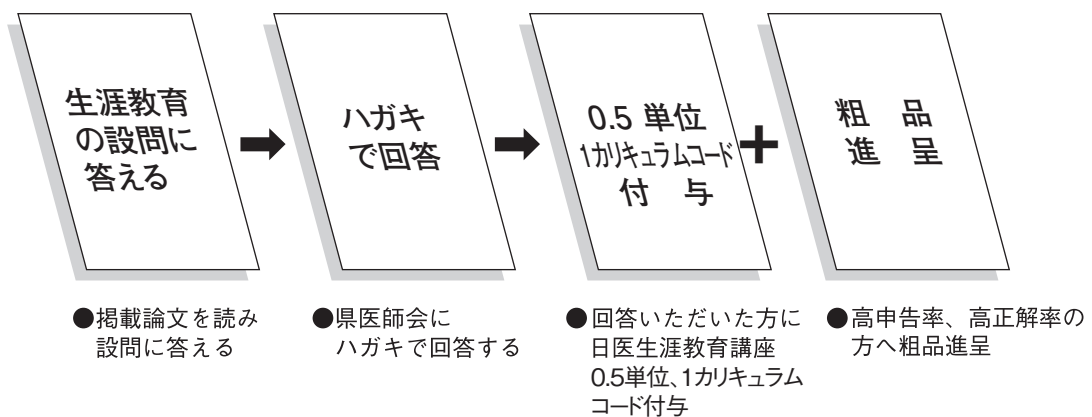 生涯教育
の設問に
答える
ハガキ
で回答
0.5 単位
1カリキュラムコード
付 与
粗 品
進 呈
●掲載論文を読み
設問に答える
●県医師会に
ハガキで回答する
●回答いただいた方に
日医生涯教育講座
0.5単位、1カリキュラム
コード付与
●高申告率、高正解率の
方へ粗品進呈